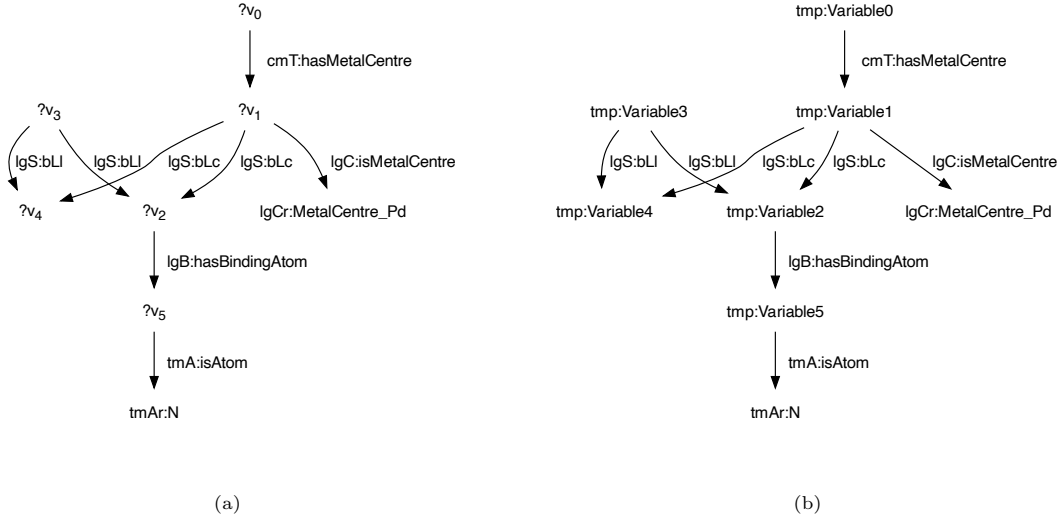 ?v0
tmp:Variable0
cmT:hasMetalCentre
cmT:hasMetalCentre
?v3
?v1
tmp:Variable3
tmp:Variable1
lgS:bLl
lgS:bLl
lgS:bLc
lgS:bLc
lgC:isMetalCentre
lgS:bLl
lgS:bLl
lgS:bLc
lgS:bLc
lgC:isMetalCentre
?v4
?v2
lgCr:MetalCentre_Pd
tmp:Variable4
tmp:Variable2
lgCr:MetalCentre_Pd
lgB:hasBindingAtom
lgB:hasBindingAtom
?v5
tmp:Variable5
tmA:isAtom
tmA:isAtom
tmAr:N
tmAr:N
(a)
(b)